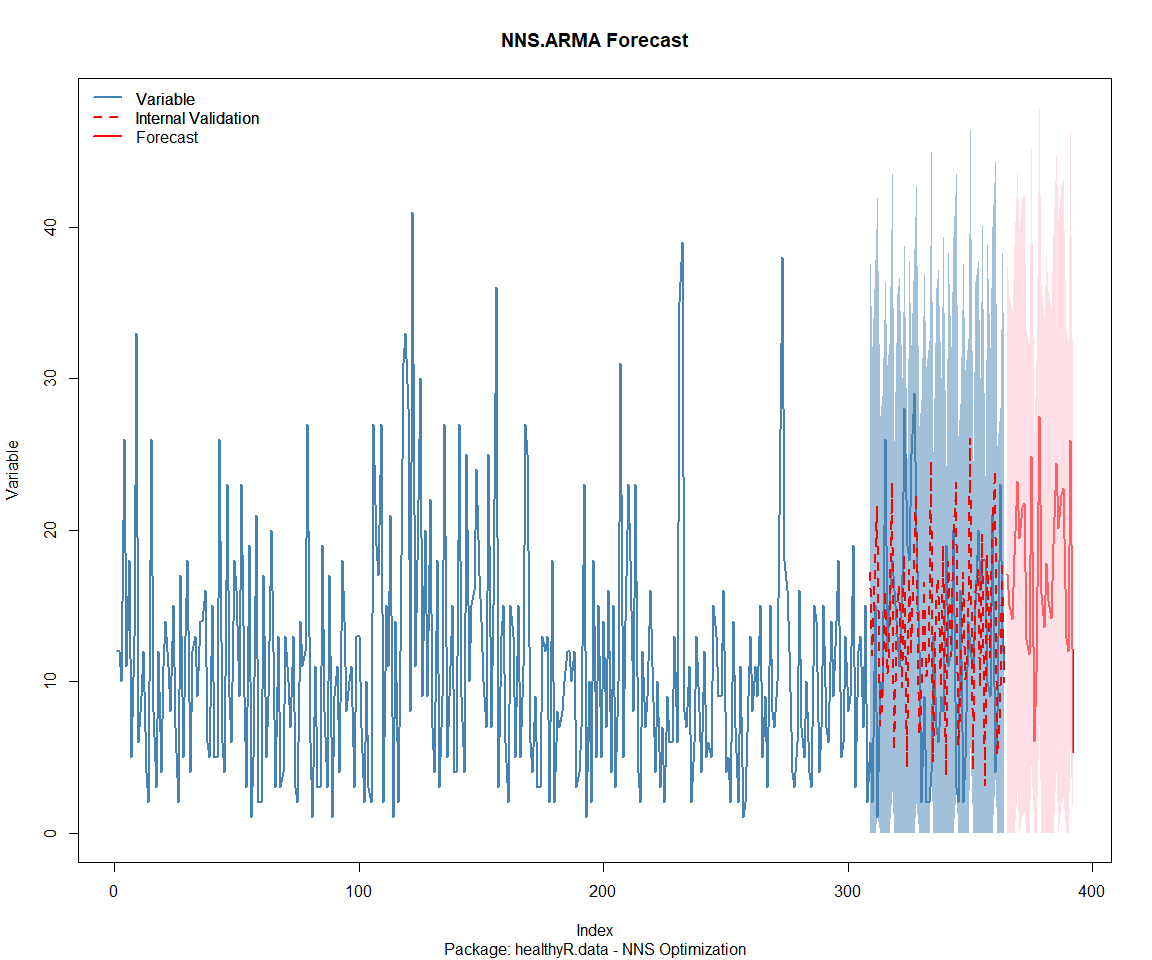 NNS.ARMA Forecast
Variable
Internal Validation
Forecast
Variable
0
10
20
30
40
0
100
200
300
400
Index
Package: healthyR.data - NNS Optimization